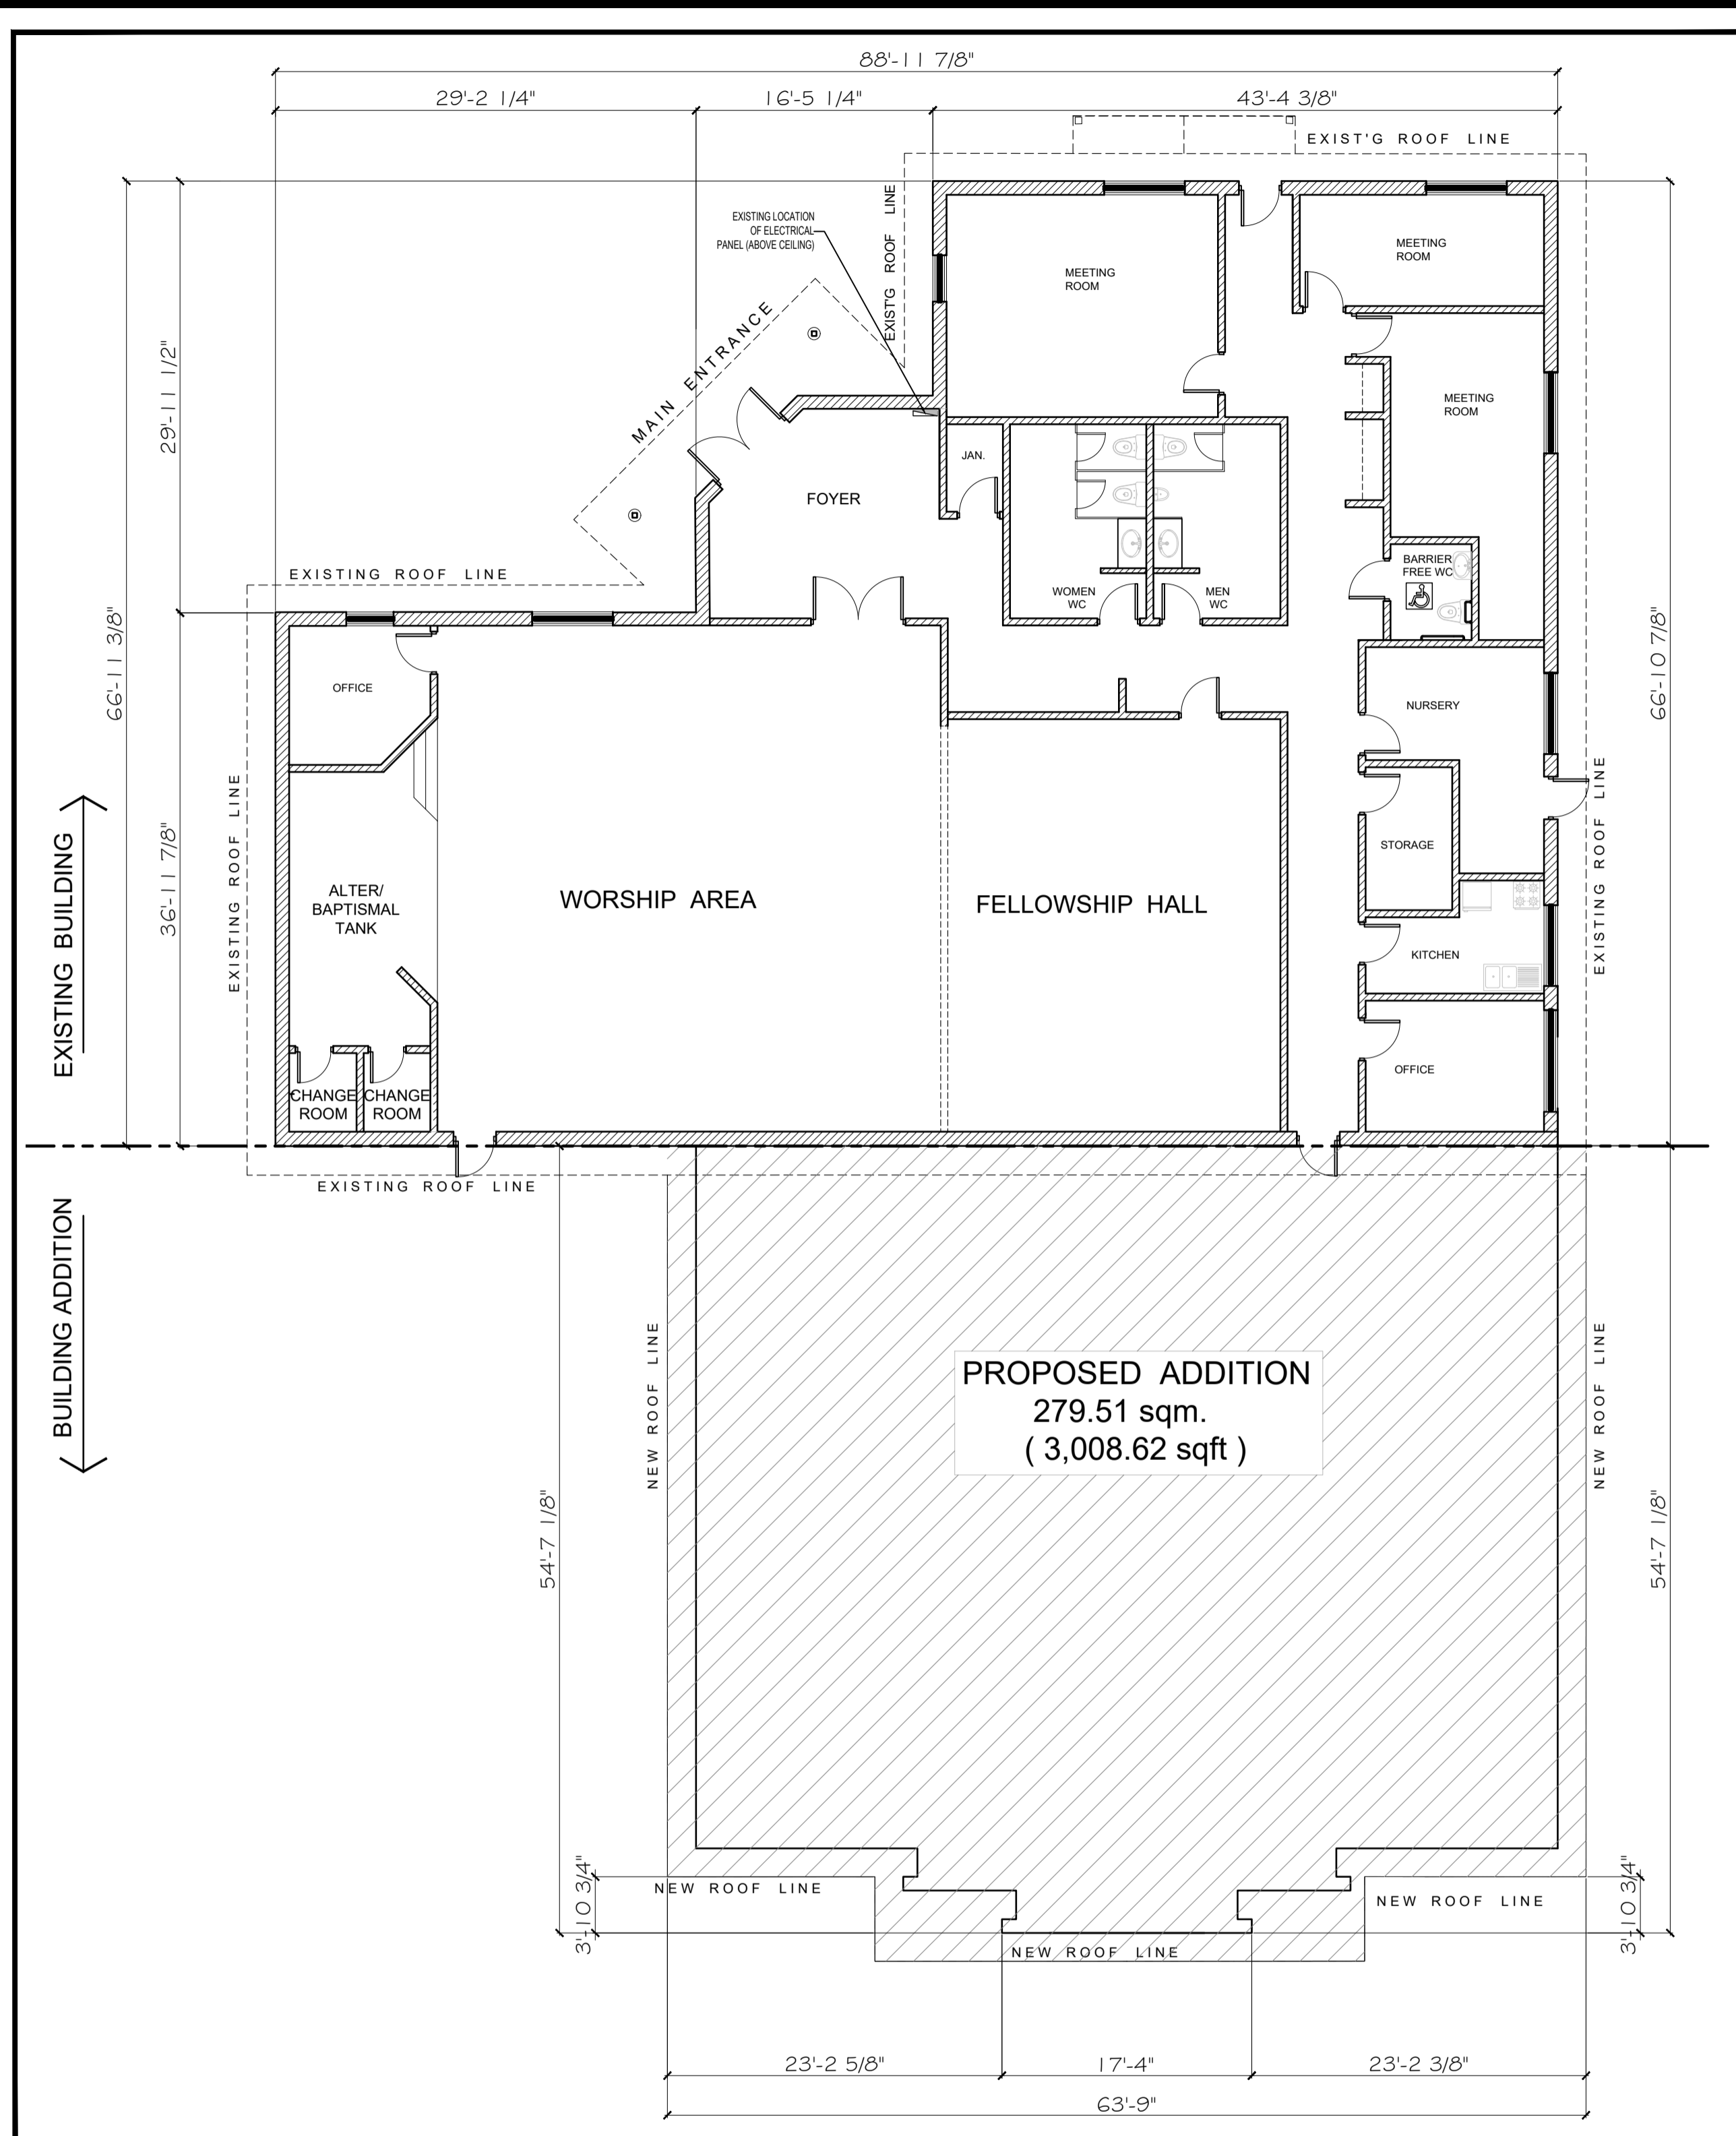 88'-11 7/8"
29'-2 1/4"
16'-5 1/4"
43'-4 3/8"
EXIST'G ROOF LINE
EXIST'G ROOF LINE
EXISTING LOCATION
OF ELECTRICAL
PANEL (ABOVE CEILING)
MEETING
ROOM
MEETING
ROOM
MAIN ENTRANCE
29'-11 1/2"
MEETING
ROOM
JAN.
FOYER
EXISTING ROOF LINE
BARRIER
FREE WC
WOMEN
WC
MEN
WC
66'-11 3/8"
66'-10 7/8"
OFFICE
NURSERY
EXISTING BUILDING
EXISTING ROOF LINE
36'-11 7/8"
ALTER/
BAPTISMAL
TANK
WORSHIP AREA
FELLOWSHIP HALL
STORAGE
EXISTING ROOF LINE
KITCHEN
OFFICE
CHANGE
ROOM
CHANGE
ROOM
EXISTING ROOF LINE
BUILDING ADDITION
NEW ROOF LINE
PROPOSED ADDITION
279.51 sqm.
( 3,008.62 sqft )
NEW ROOF LINE
54'-7 1/8"
54'-7 1/8"
3'-10 3/4"
NEW ROOF LINE
NEW ROOF LINE
3'-10 3/4"
NEW ROOF LINE
23'-2 5/8"
17'-4"
23'-2 3/8"
63'-9"